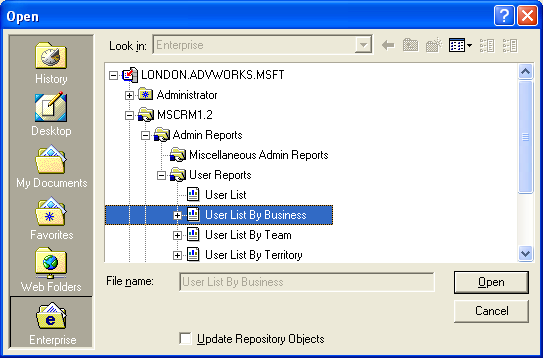 Open
Look in:
Enterprise
History
Desktop
My Documents
Favorites
Web Folders
Enterprise
LONDON.ADVWORKS.MSFT
Administrator
MSCRM1.2
Admin Reports
Miscellaneous Admin Reports
User Reports
User List
User List By Business
User List By Team
User List By Territory
File name:
User List By Business
Open
Cancel
Update Repository Objects